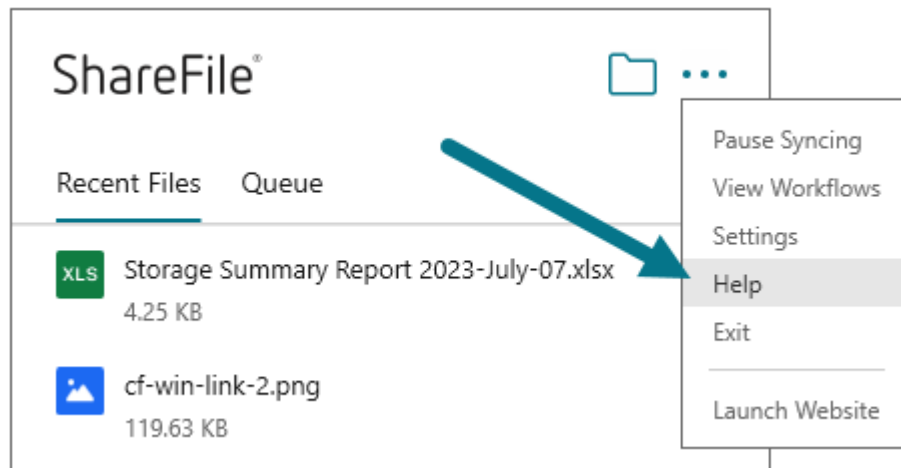 ShareFile®
Recent Files
Queue
XLS
Storage Summary Report 2023-July-07.xlsx
4.25 KB
cf-win-link-2.png
119.63 KB
Pause Syncing
View Workflows
Settings
Help
Exit
Launch Website